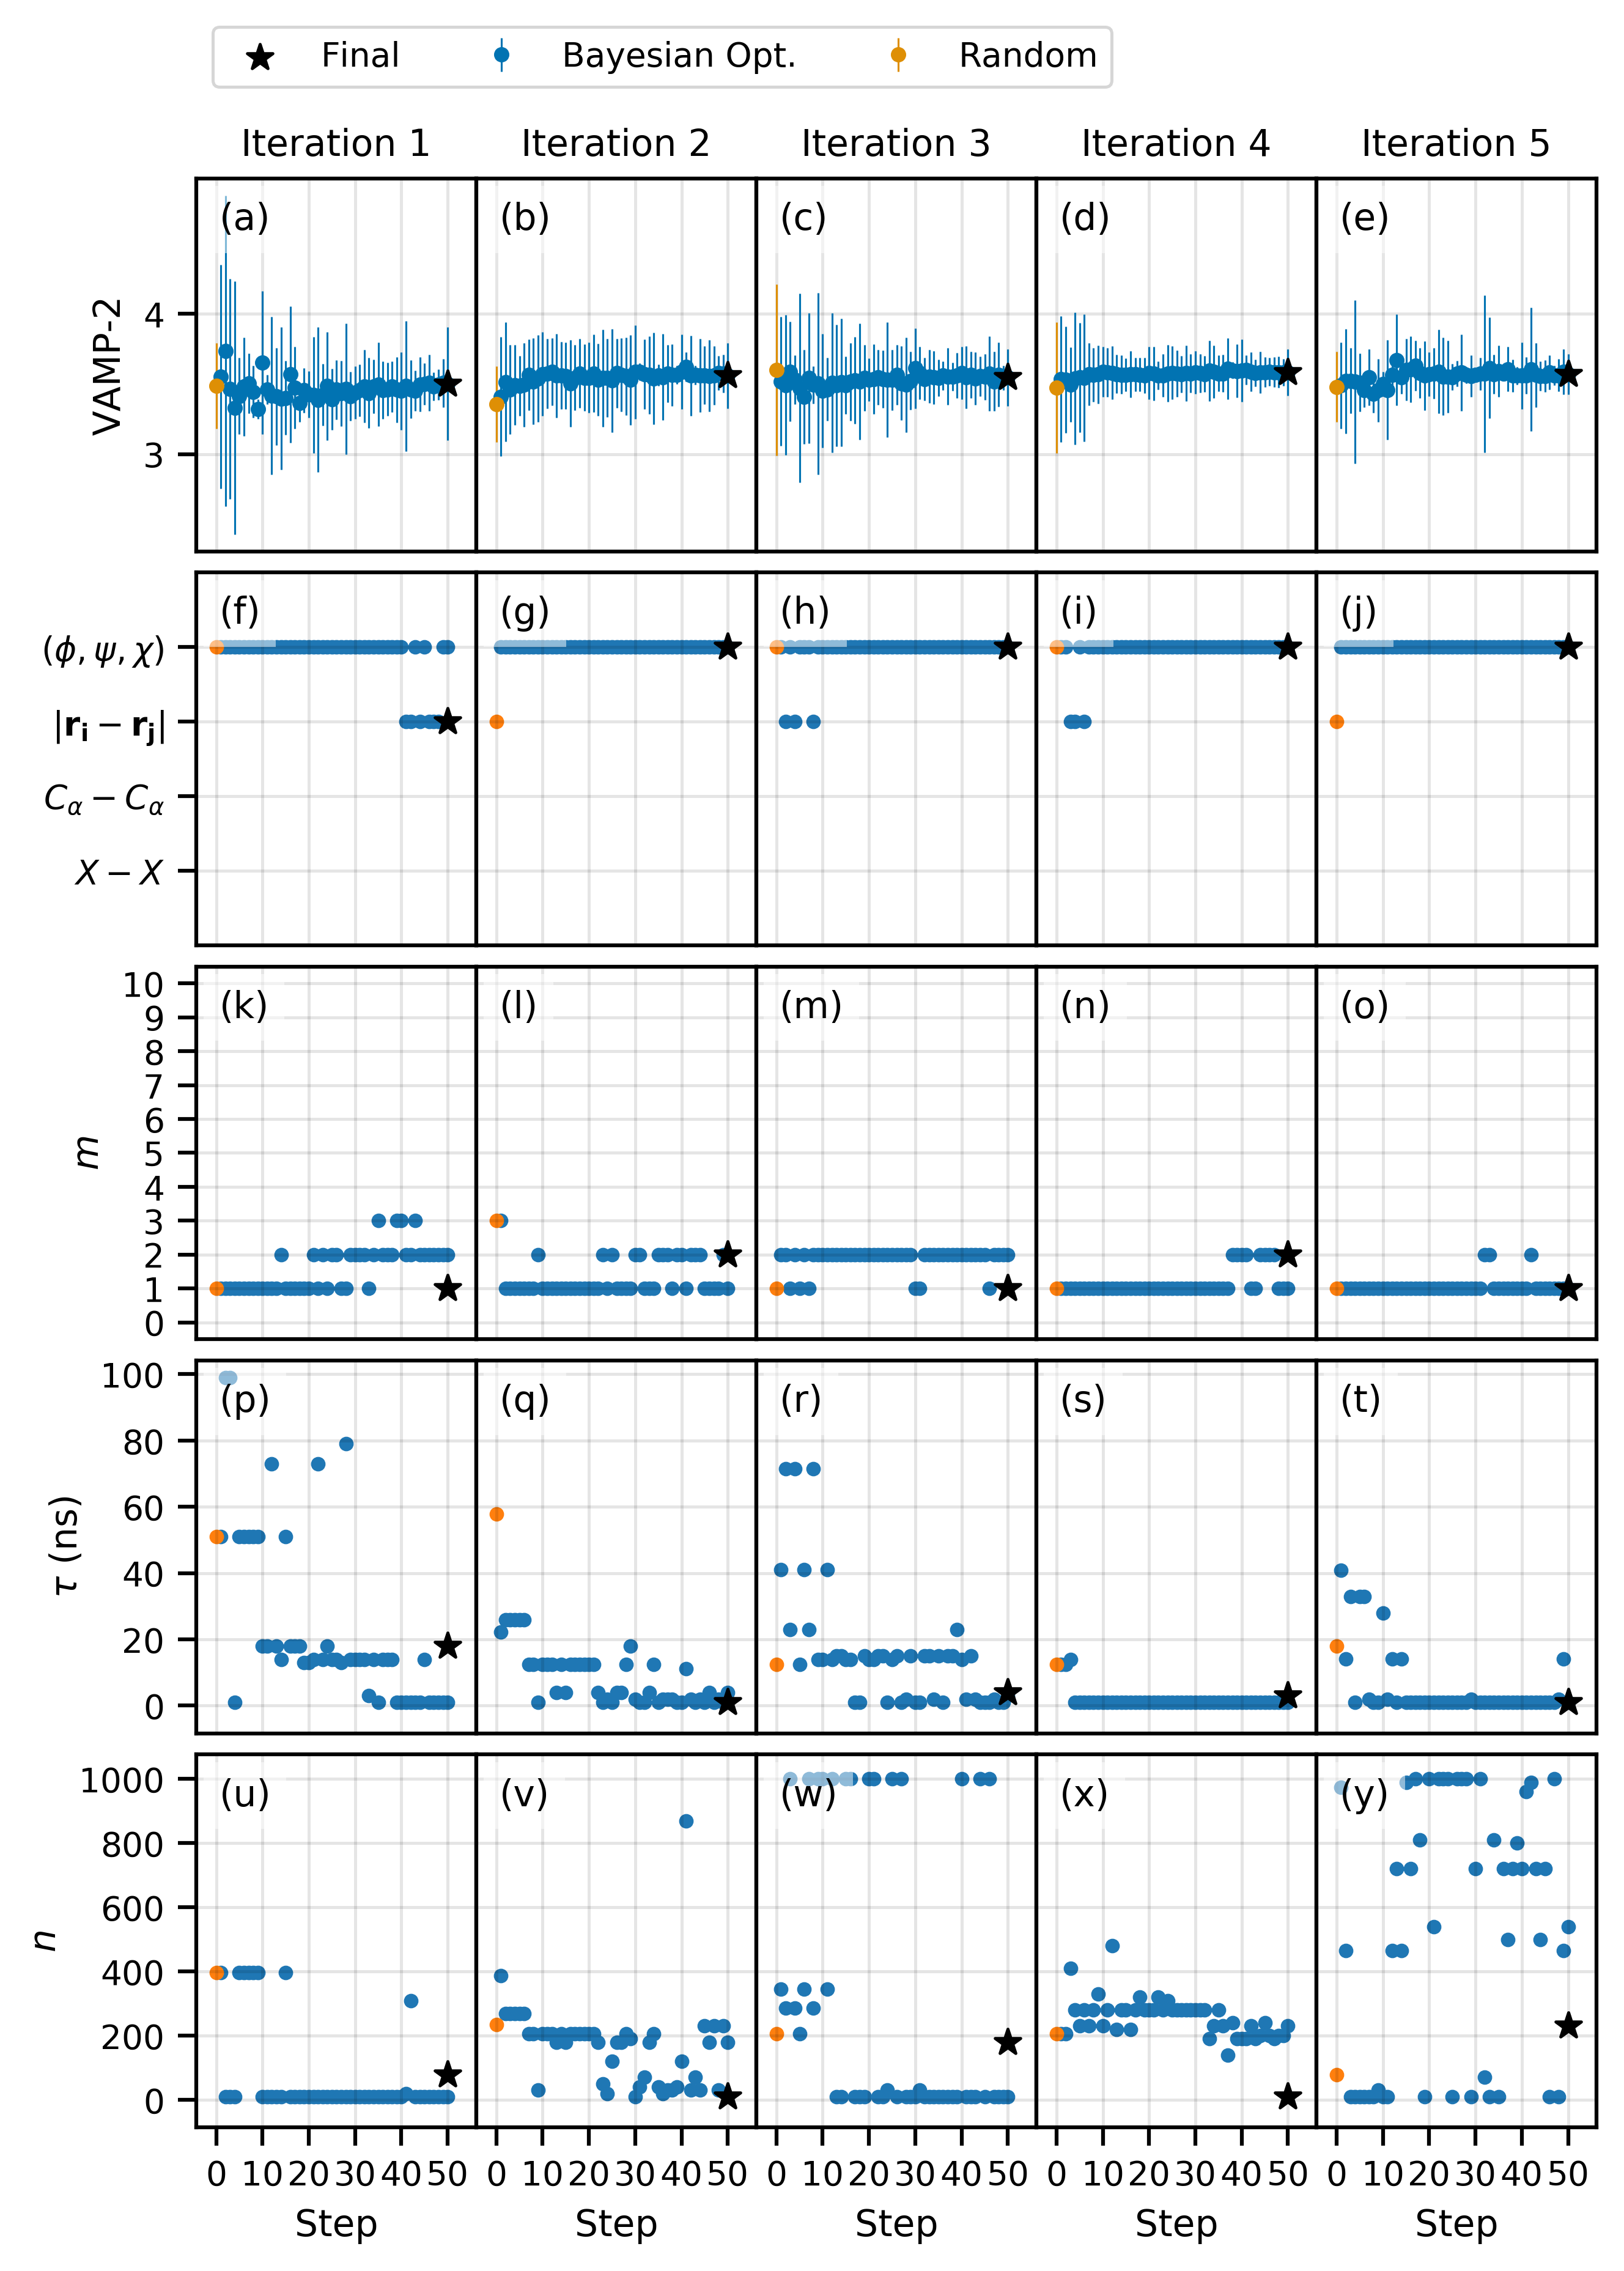 Final Bayesian Opt. Random
Iteration 1 Iteration 2 Iteration 3 Iteration 4 Iteration 5
(a) (b) (c) (d) (e)
4
VAMP-2
3
(f) (g) (h) (i) (j)
(ϕ, ψ, χ)
|r_i − r_j|
C_α − C_α
X − X
(k) (l) (m) (n) (o)
10
9
8
7
6
5
4
3
2
1
0
m
(p) (q) (r) (s) (t)
100
80
60
40
20
0
τ (ns)
(u) (v) (w) (x) (y)
1000
800
600
400
200
0
n
0 10 20 30 40 50 0 10 20 30 40 50 0 10 20 30 40 50 0 10 20 30 40 50 0 10 20 30 40 50
Step Step Step Step Step